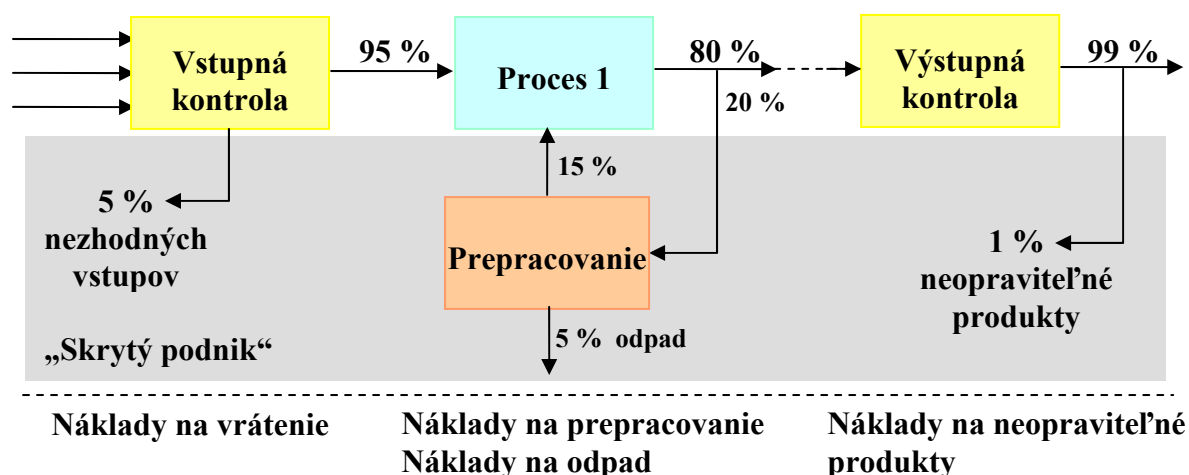 Vstupná
kontrola
95 %
Proces 1
80 %
20 %
Výstupná
kontrola
99 %
5 %
nezhodných
vstupov
15 %
Prepracovanie
5 % odpad
1 %
neopraviteľné
produkty
„Skrytý podnik“
Náklady na vrátenie
Náklady na prepracovanie
Náklady na odpad
Náklady na neopraviteľné
produkty